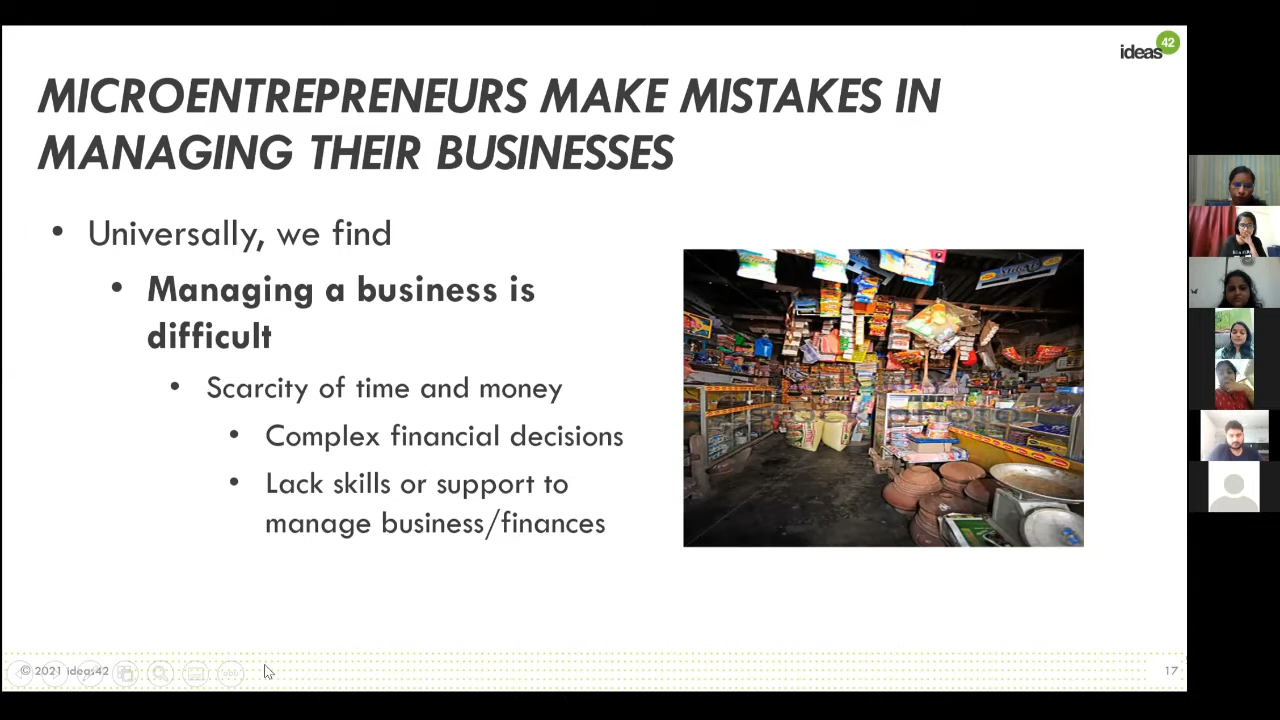 ideas42
MICROENTREPRENEURS MAKE MISTAKES IN
MANAGING THEIR BUSINESSES
• Universally, we find
• Managing a business is
difficult
• Scarcity of time and money
• Complex financial decisions
• Lack skills or support to
manage business/finances
© 2021 ideas42
17